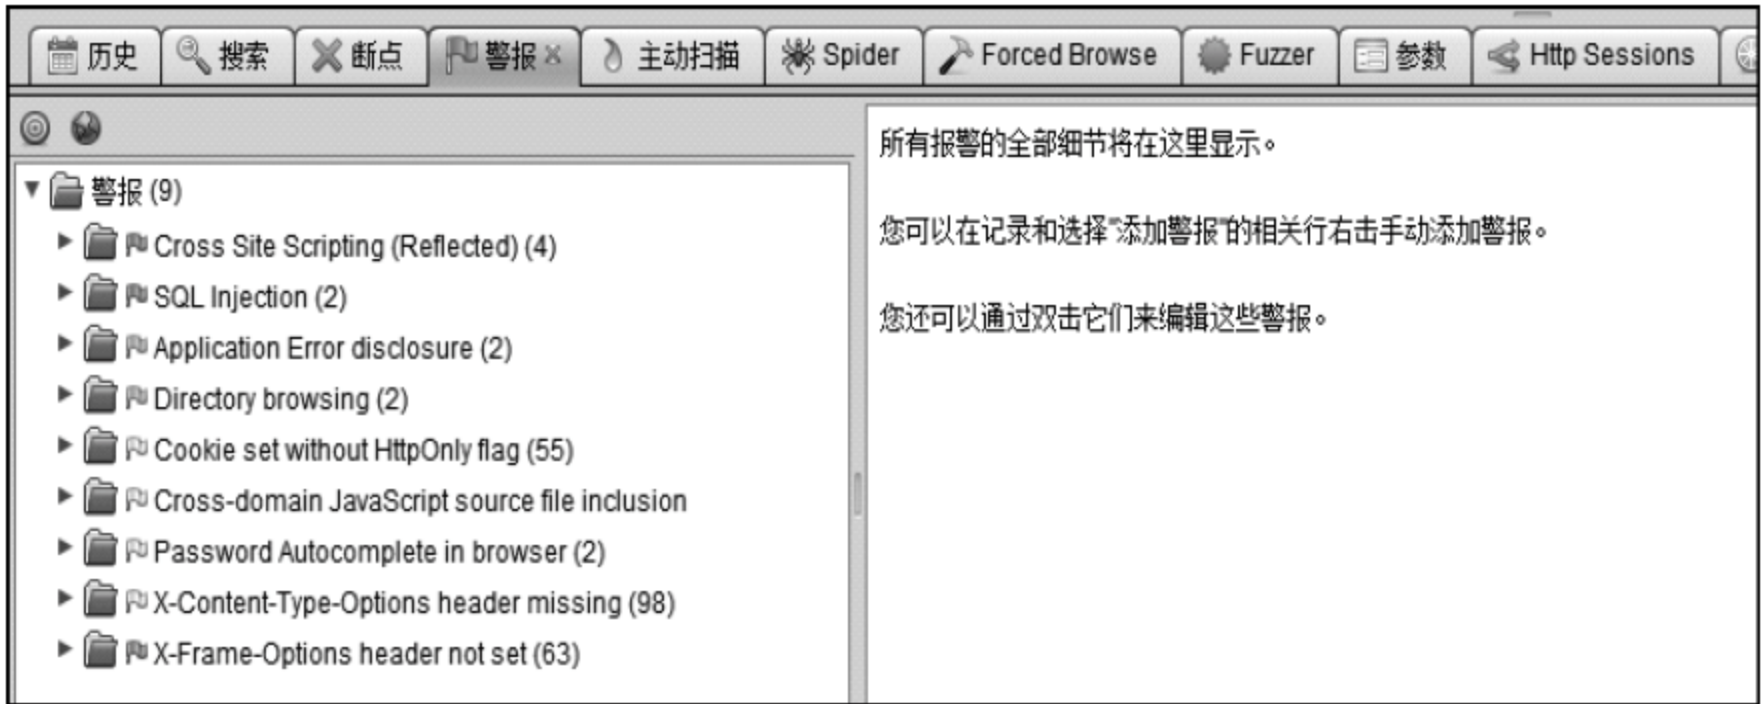 历史 搜索 断点 警报 主动扫描 Spider Forced Browse Fuzzer 参数 Http Sessions
警报 (9)
Cross Site Scripting (Reflected) (4)
SQL Injection (2)
Application Error disclosure (2)
Directory browsing (2)
Cookie set without HttpOnly flag (55)
Cross-domain JavaScript source file inclusion
Password Autocomplete in browser (2)
X-Content-Type-Options header missing (98)
X-Frame-Options header not set (63)
所有报警的全部细节将在这里显示。
您可以在记录和选择"添加警报"的相关行右击手动添加警报。
您还可以通过双击它们来编辑这些警报。